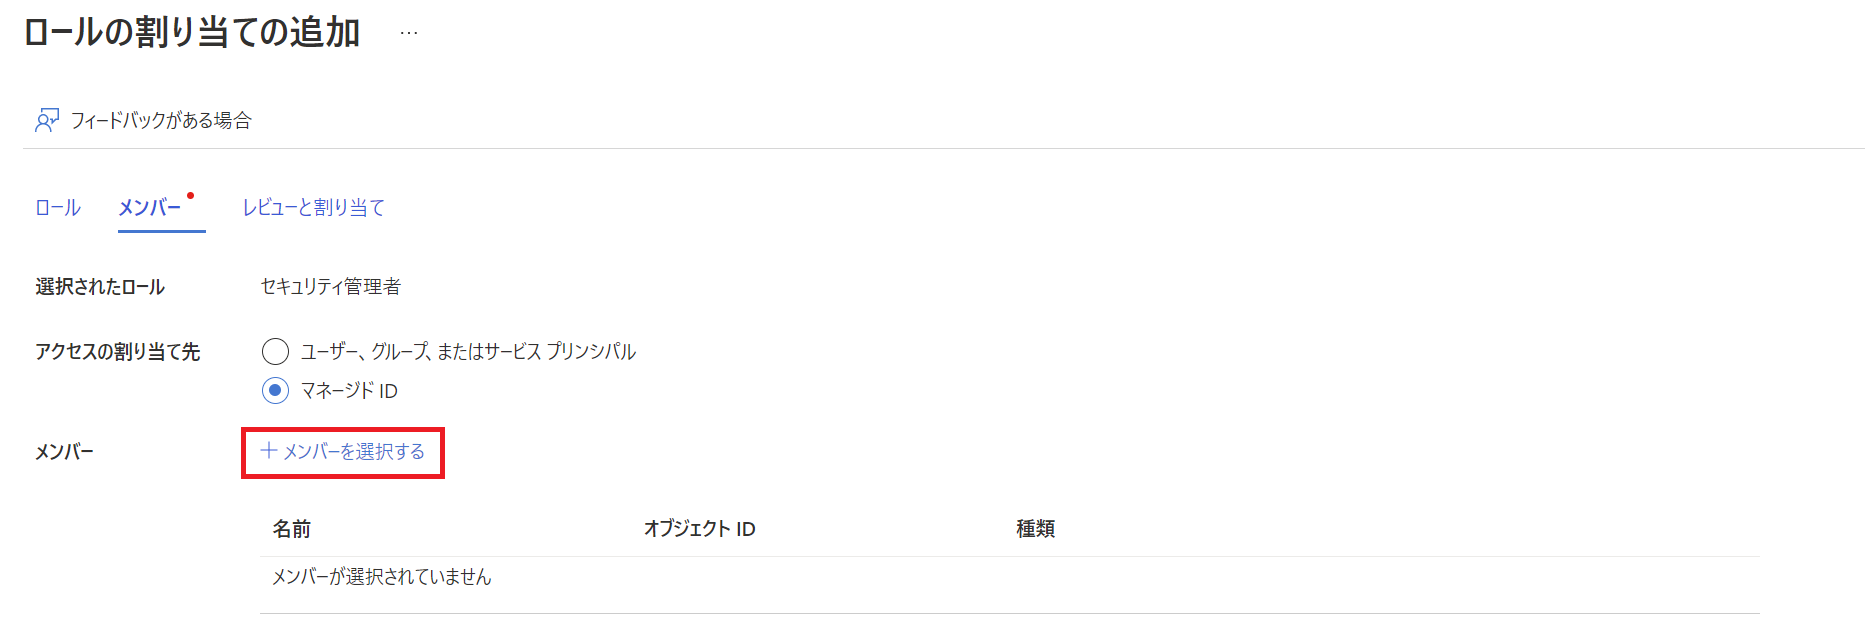 ロールの割り当ての追加 …
フィードバックがある場合
ロール メンバー レビューと割り当て
選択されたロール セキュリティ管理者
アクセスの割り当て先 ユーザー、グループ、またはサービス プリンシパル
マネージド ID
メンバー + メンバーを選択する
名前 オブジェクト ID 種類
メンバーが選択されていません